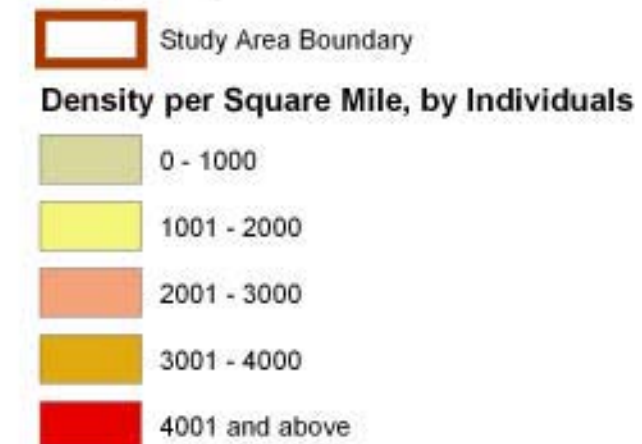 Study Area Boundary
Density per Square Mile, by Individuals
0 - 1000
1001 - 2000
2001 - 3000
3001 - 4000
4001 and above